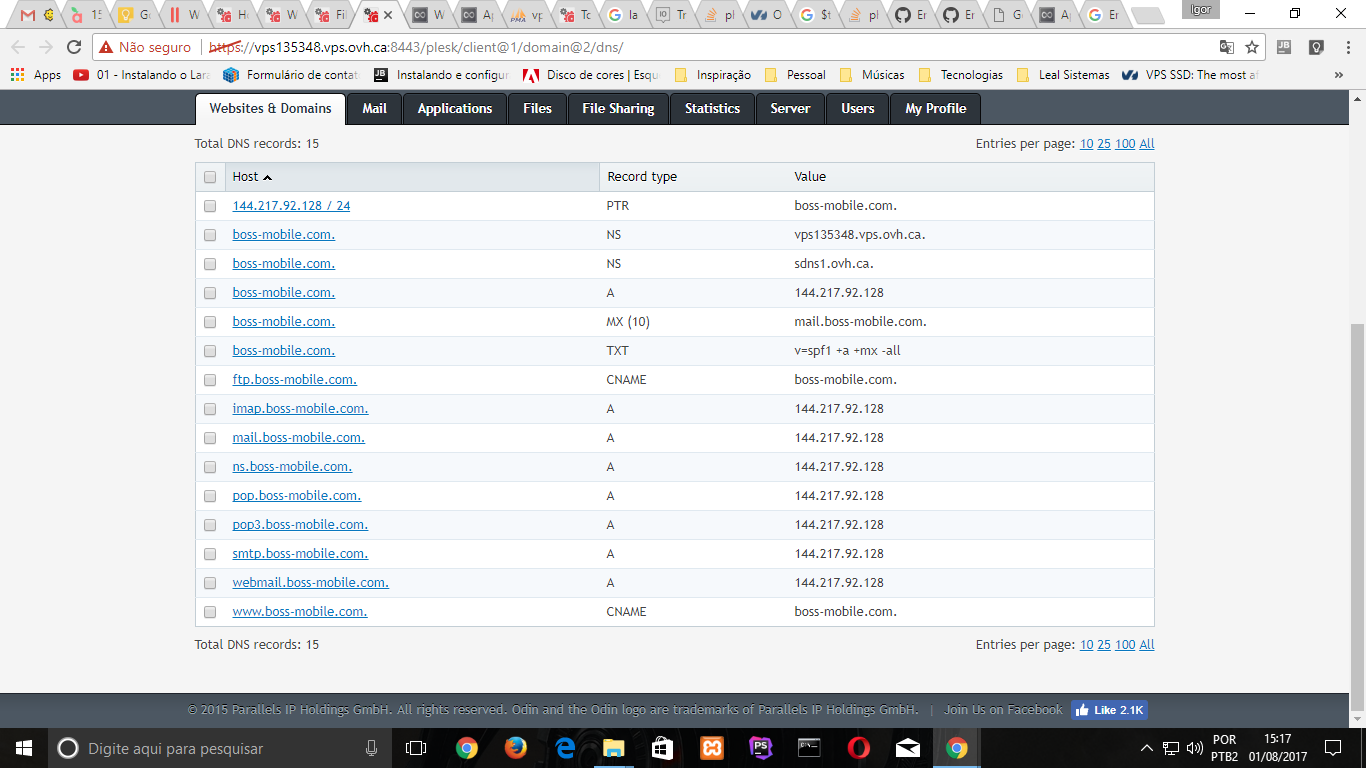 15
Gu
W
Ho
W
Fi
W
Ap
vp
To
la
Tr
pl
O
$t
pl
Er
Er
G
Ap
Er
Igor
Não seguro | https://vps135348.vps.ovh.ca:8443/plesk/client@1/domain@2/dns/
Apps 01 - Instalando o Lara Formulário de contat Instalando e configur Disco de cores | Esqu Inspiração Pessoal Músicas Tecnologias Leal Sistemas VPS SSD: The most af »
Websites & Domains Mail Applications Files File Sharing Statistics Server Users My Profile
Total DNS records: 15 Entries per page: 10 25 100 All
Host Record type Value
144.217.92.128 / 24 PTR boss-mobile.com.
boss-mobile.com. NS vps135348.vps.ovh.ca.
boss-mobile.com. NS sdns1.ovh.ca.
boss-mobile.com. A 144.217.92.128
boss-mobile.com. MX (10) mail.boss-mobile.com.
boss-mobile.com. TXT v=spf1 +a +mx -all
ftp.boss-mobile.com. CNAME boss-mobile.com.
imap.boss-mobile.com. A 144.217.92.128
mail.boss-mobile.com. A 144.217.92.128
ns.boss-mobile.com. A 144.217.92.128
pop.boss-mobile.com. A 144.217.92.128
pop3.boss-mobile.com. A 144.217.92.128
smtp.boss-mobile.com. A 144.217.92.128
webmail.boss-mobile.com. A 144.217.92.128
www.boss-mobile.com. CNAME boss-mobile.com.
Total DNS records: 15 Entries per page: 10 25 100 All
© 2015 Parallels IP Holdings GmbH. All rights reserved. Odin and the Odin logo are trademarks of Parallels IP Holdings GmbH. | Join Us on Facebook Like 2.1K
Digite aqui para pesquisar
POR 15:17
PTB2 01/08/2017